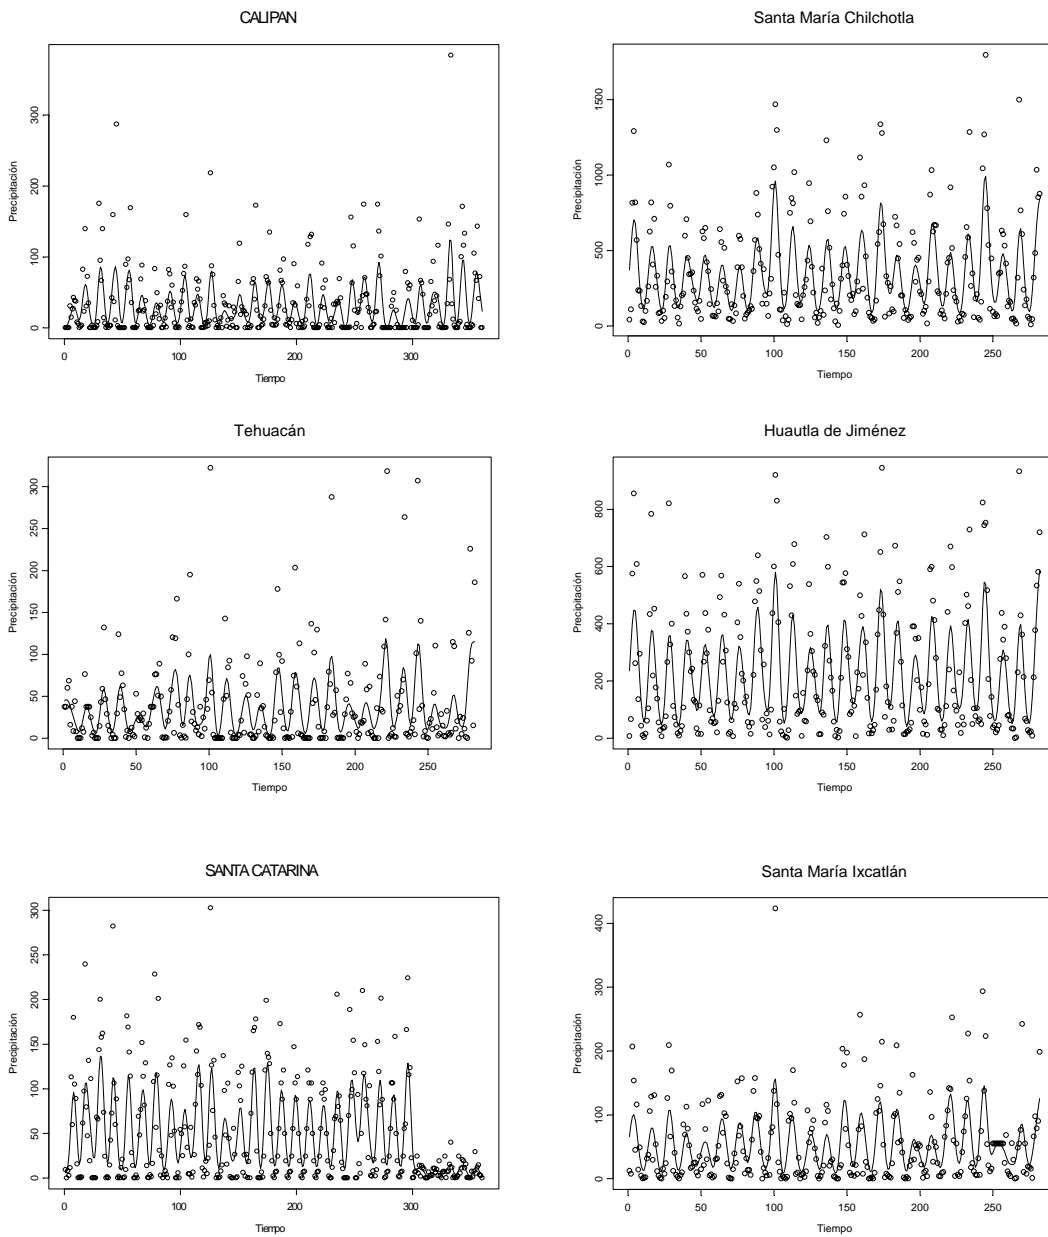 CALIPAN
Precipitación
300
200
100
0
0 100 200 300
Tiempo
Santa María Chilchotla
Precipitación
1500
1000
500
0
0 50 100 150 200 250
Tiempo
Tehuacán
Precipitación
300
250
200
150
100
50
0
0 50 100 150 200 250
Tiempo
Huautla de Jiménez
Precipitación
800
600
400
200
0
0 50 100 150 200 250
Tiempo
SANTA CATARINA
Precipitación
300
250
200
150
100
50
0
0 100 200 300
Tiempo
Santa María Ixcatlán
Precipitación
400
300
200
100
0
0 50 100 150 200 250
Tiempo